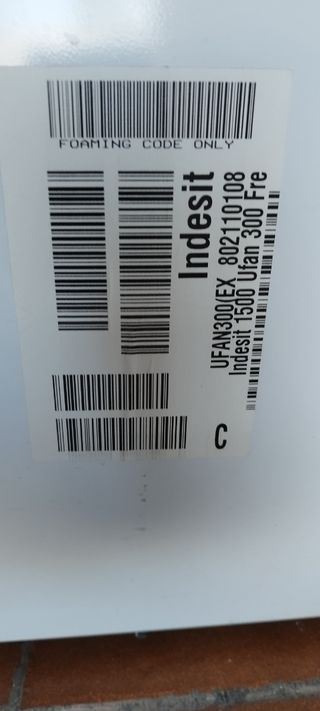 FOAMING CODE ONLY
Indesit
UFAN300(EX 802110108
Indesit 1500 Ufan 300 Fre
C